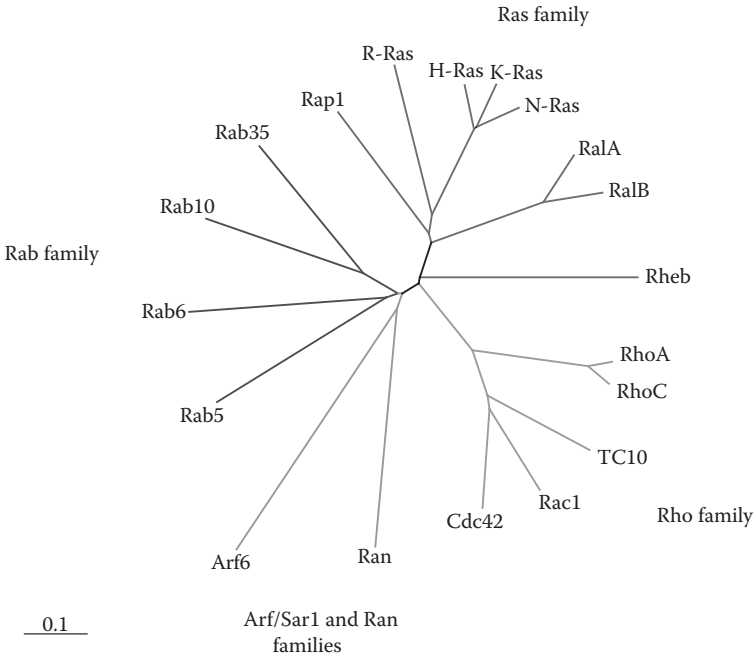 Ras family
R-Ras
H-Ras K-Ras
Rap1
N-Ras
Rab35
RalA
RalB
Rab10
Rab family
Rheb
Rab6
RhoA
RhoC
Rab5
TC10
Rac1
Cdc42
Rho family
Arf6
Ran
0.1
Arf/Sar1 and Ran
families